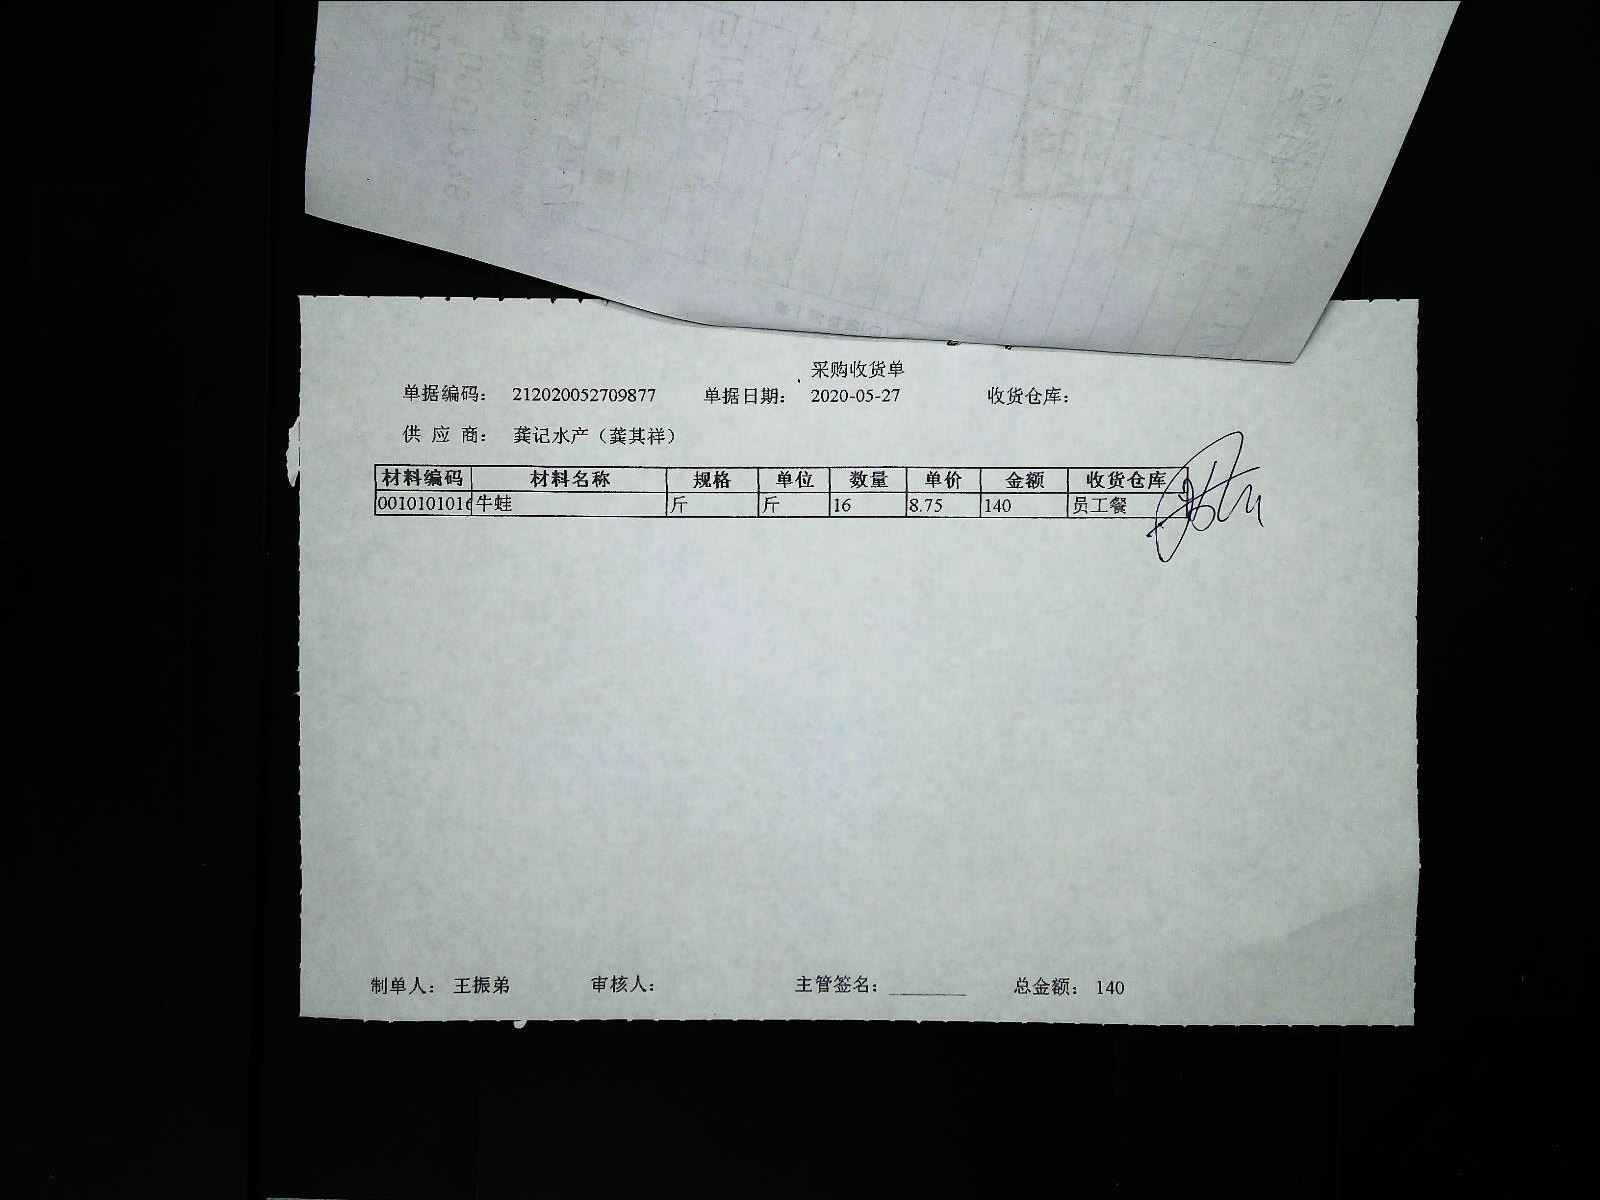 采购收货单
单据编码： 212020052709877 单据日期： 2020-05-27 收货仓库：
供 应 商： 龚记水产（龚其祥）
材料编码 材料名称 规格 单位 数量 单价 金额 收货仓库
0010101016 牛蛙 斤 斤 16 8.75 140 员工餐
制单人： 王振弟 审核人： 主管签名： 总金额： 140